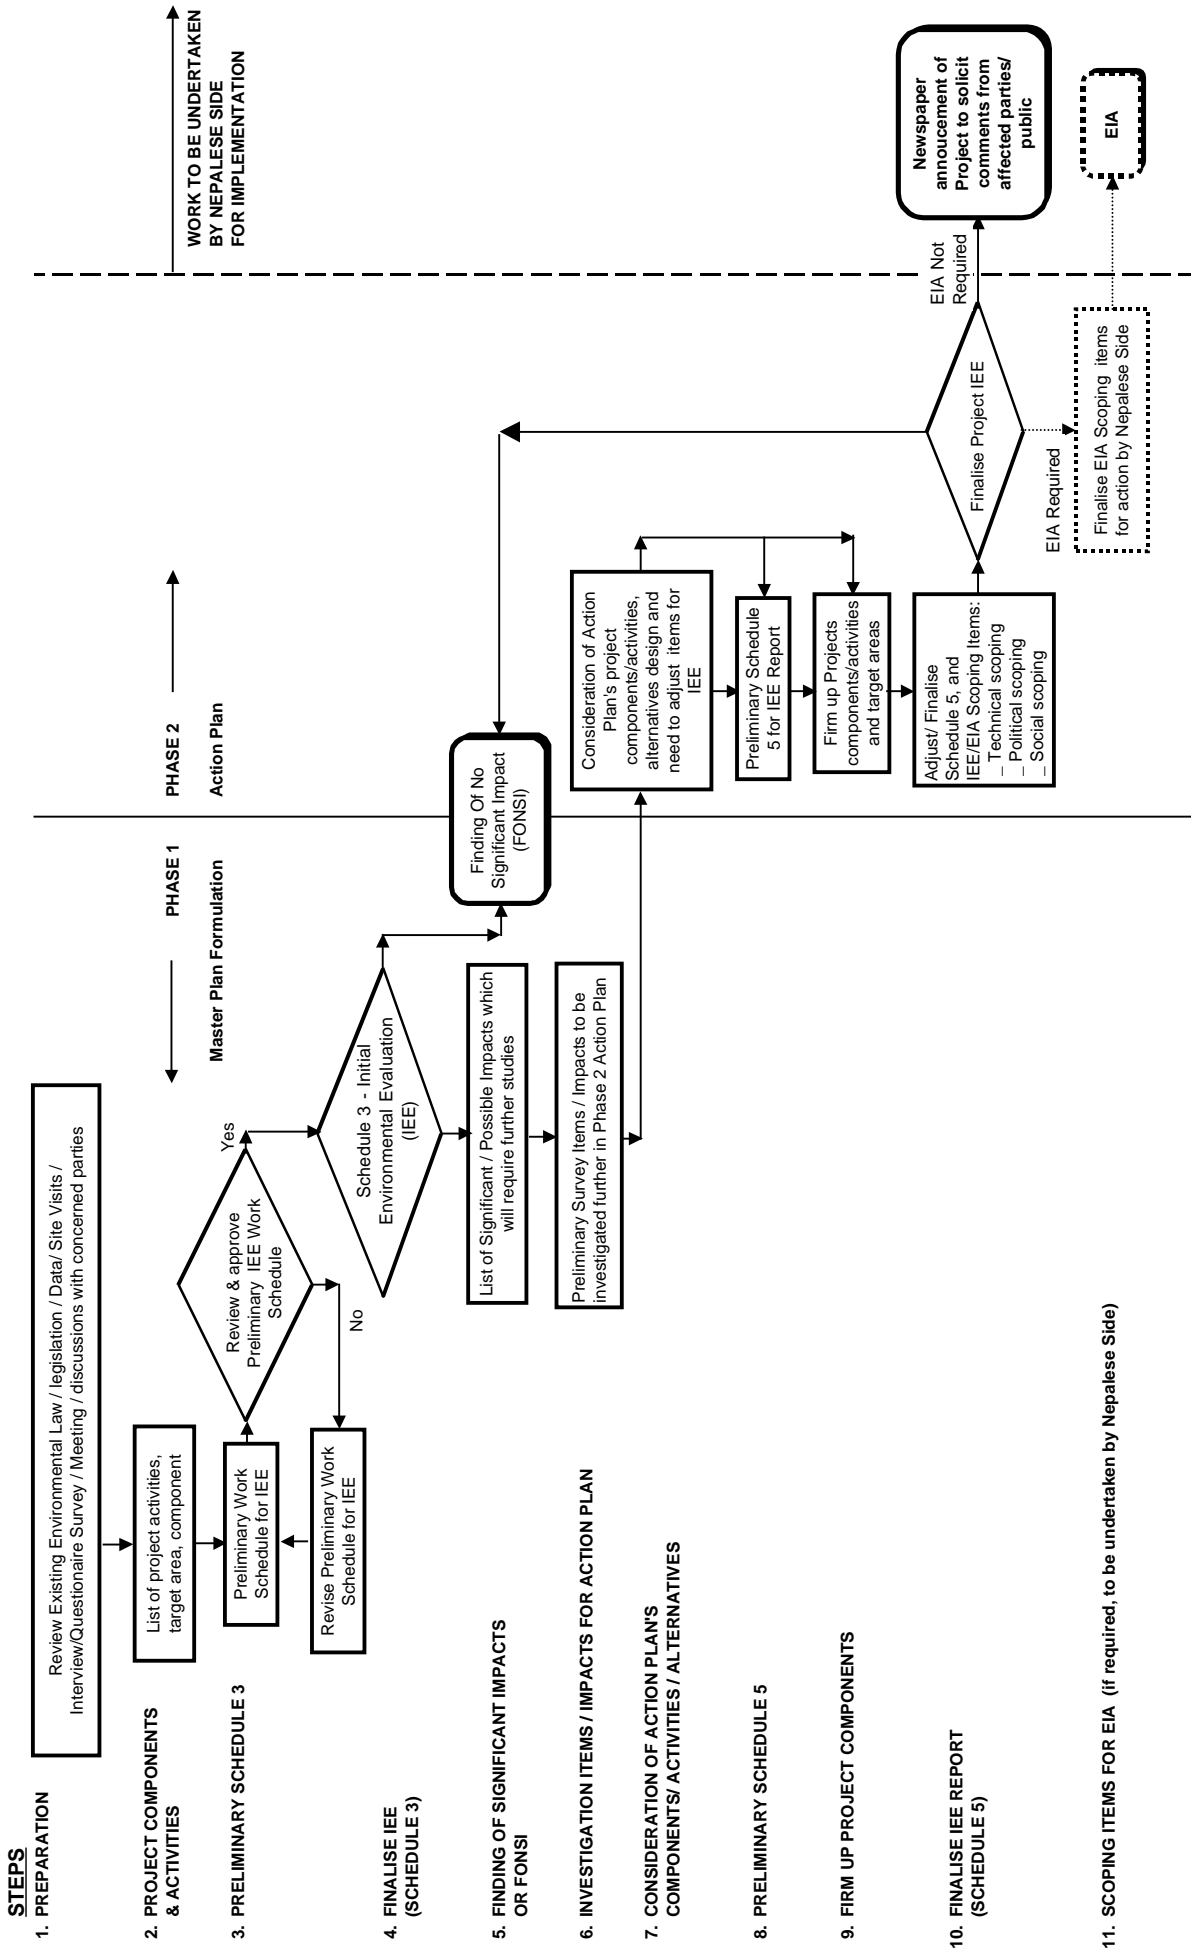 STEPS
1. PREPARATION
2. PROJECT COMPONENTS
& ACTIVITIES
3. PRELIMINARY SCHEDULE 3
4. FINALISE IEE
(SCHEDULE 3)
5. FINDING OF SIGNIFICANT IMPACTS
OR FONSI
6. INVESTIGATION ITEMS / IMPACTS FOR ACTION PLAN
7. CONSIDERATION OF ACTION PLAN'S
COMPONENTS/ ACTIVITIES / ALTERNATIVES
8. PRELIMINARY SCHEDULE 5
9. FIRM UP PROJECT COMPONENTS
10. FINALISE IEE REPORT
(SCHEDULE 5)
11. SCOPING ITEMS FOR EIA (if required, to be undertaken by Nepalese Side)
Review Existing Environmental Law / legislation / Data/ Site Visits /
Interview/Questionaire Survey / Meeting / discussions with concerned parties
List of project activities,
target area, component
Preliminary Work
Schedule for IEE
Revise Preliminary Work
Schedule for IEE
Review & approve
Preliminary IEE Work
Schedule
Yes
No
PHASE 1
Master Plan Formulation
Schedule 3 - Initial
Environmental Evaluation
(IEE)
List of Significant / Possible Impacts which
will require further studies
Preliminary Survey Items / Impacts to be
investigated further in Phase 2 Action Plan
Finding Of No
Significant Impact
(FONSI)
PHASE 2
Action Plan
Consideration of Action
Plan's project
components/activities,
alternatives design and
need to adjust items for
IEE
Preliminary Schedule
5 for IEE Report
Firm up Projects
components/activities
and target areas
Adjust/ Finalise
Schedule 5, and
IEE/EIA Scoping Items:
– Technical scoping
– Political scoping
– Social scoping
Finalise Project IEE
EIA Required
EIA Not
Required
Finalise EIA Scoping items
for action by Nepalese Side
WORK TO BE UNDERTAKEN
BY NEPALESE SIDE
FOR IMPLEMENTATION
Newspaper
annoucement of
Project to solicit
comments from
affected parties/
public
EIA